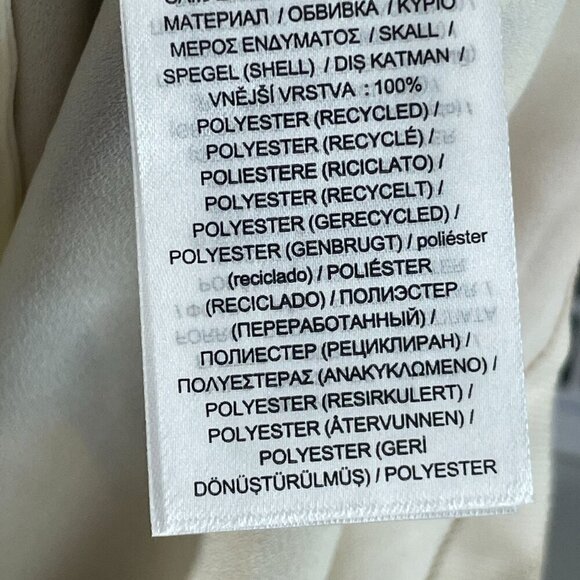 МАТЕРИАЛ / ОБВИВКА / ΚΥΡΙΟ
ΜΕΡΟΣ ΕΝΔΥΜΑΤΟΣ / SKALL /
SPEGEL (SHELL) / DIŞ KATMAN /
VNĚJŠÍ VRSTVA : 100%
POLYESTER (RECYCLED) /
POLYESTER (RECYCLÉ) /
POLIESTERE (RICICLATO) /
POLYESTER (RECYCELT) /
POLYESTER (GERECYCLED) /
POLYESTER (GENBRUGT) / poliéster
(reciclado) / POLIÉSTER
(RECICLADO) / ПОЛИЭСТЕР
(ПЕРЕРАБОТАННЫЙ) /
ПОЛИЕСТЕР (РЕЦИКЛИРАН) /
ΠΟΛΥΕΣΤΕΡΑΣ (ΑΝΑΚΥΚΛΩΜΕΝΟ) /
POLYESTER (RESIRKULERT) /
POLYESTER (ÅTERVUNNEN) /
POLYESTER (GERİ
DÖNÜŞTÜRÜLMÜŞ) / POLYESTER